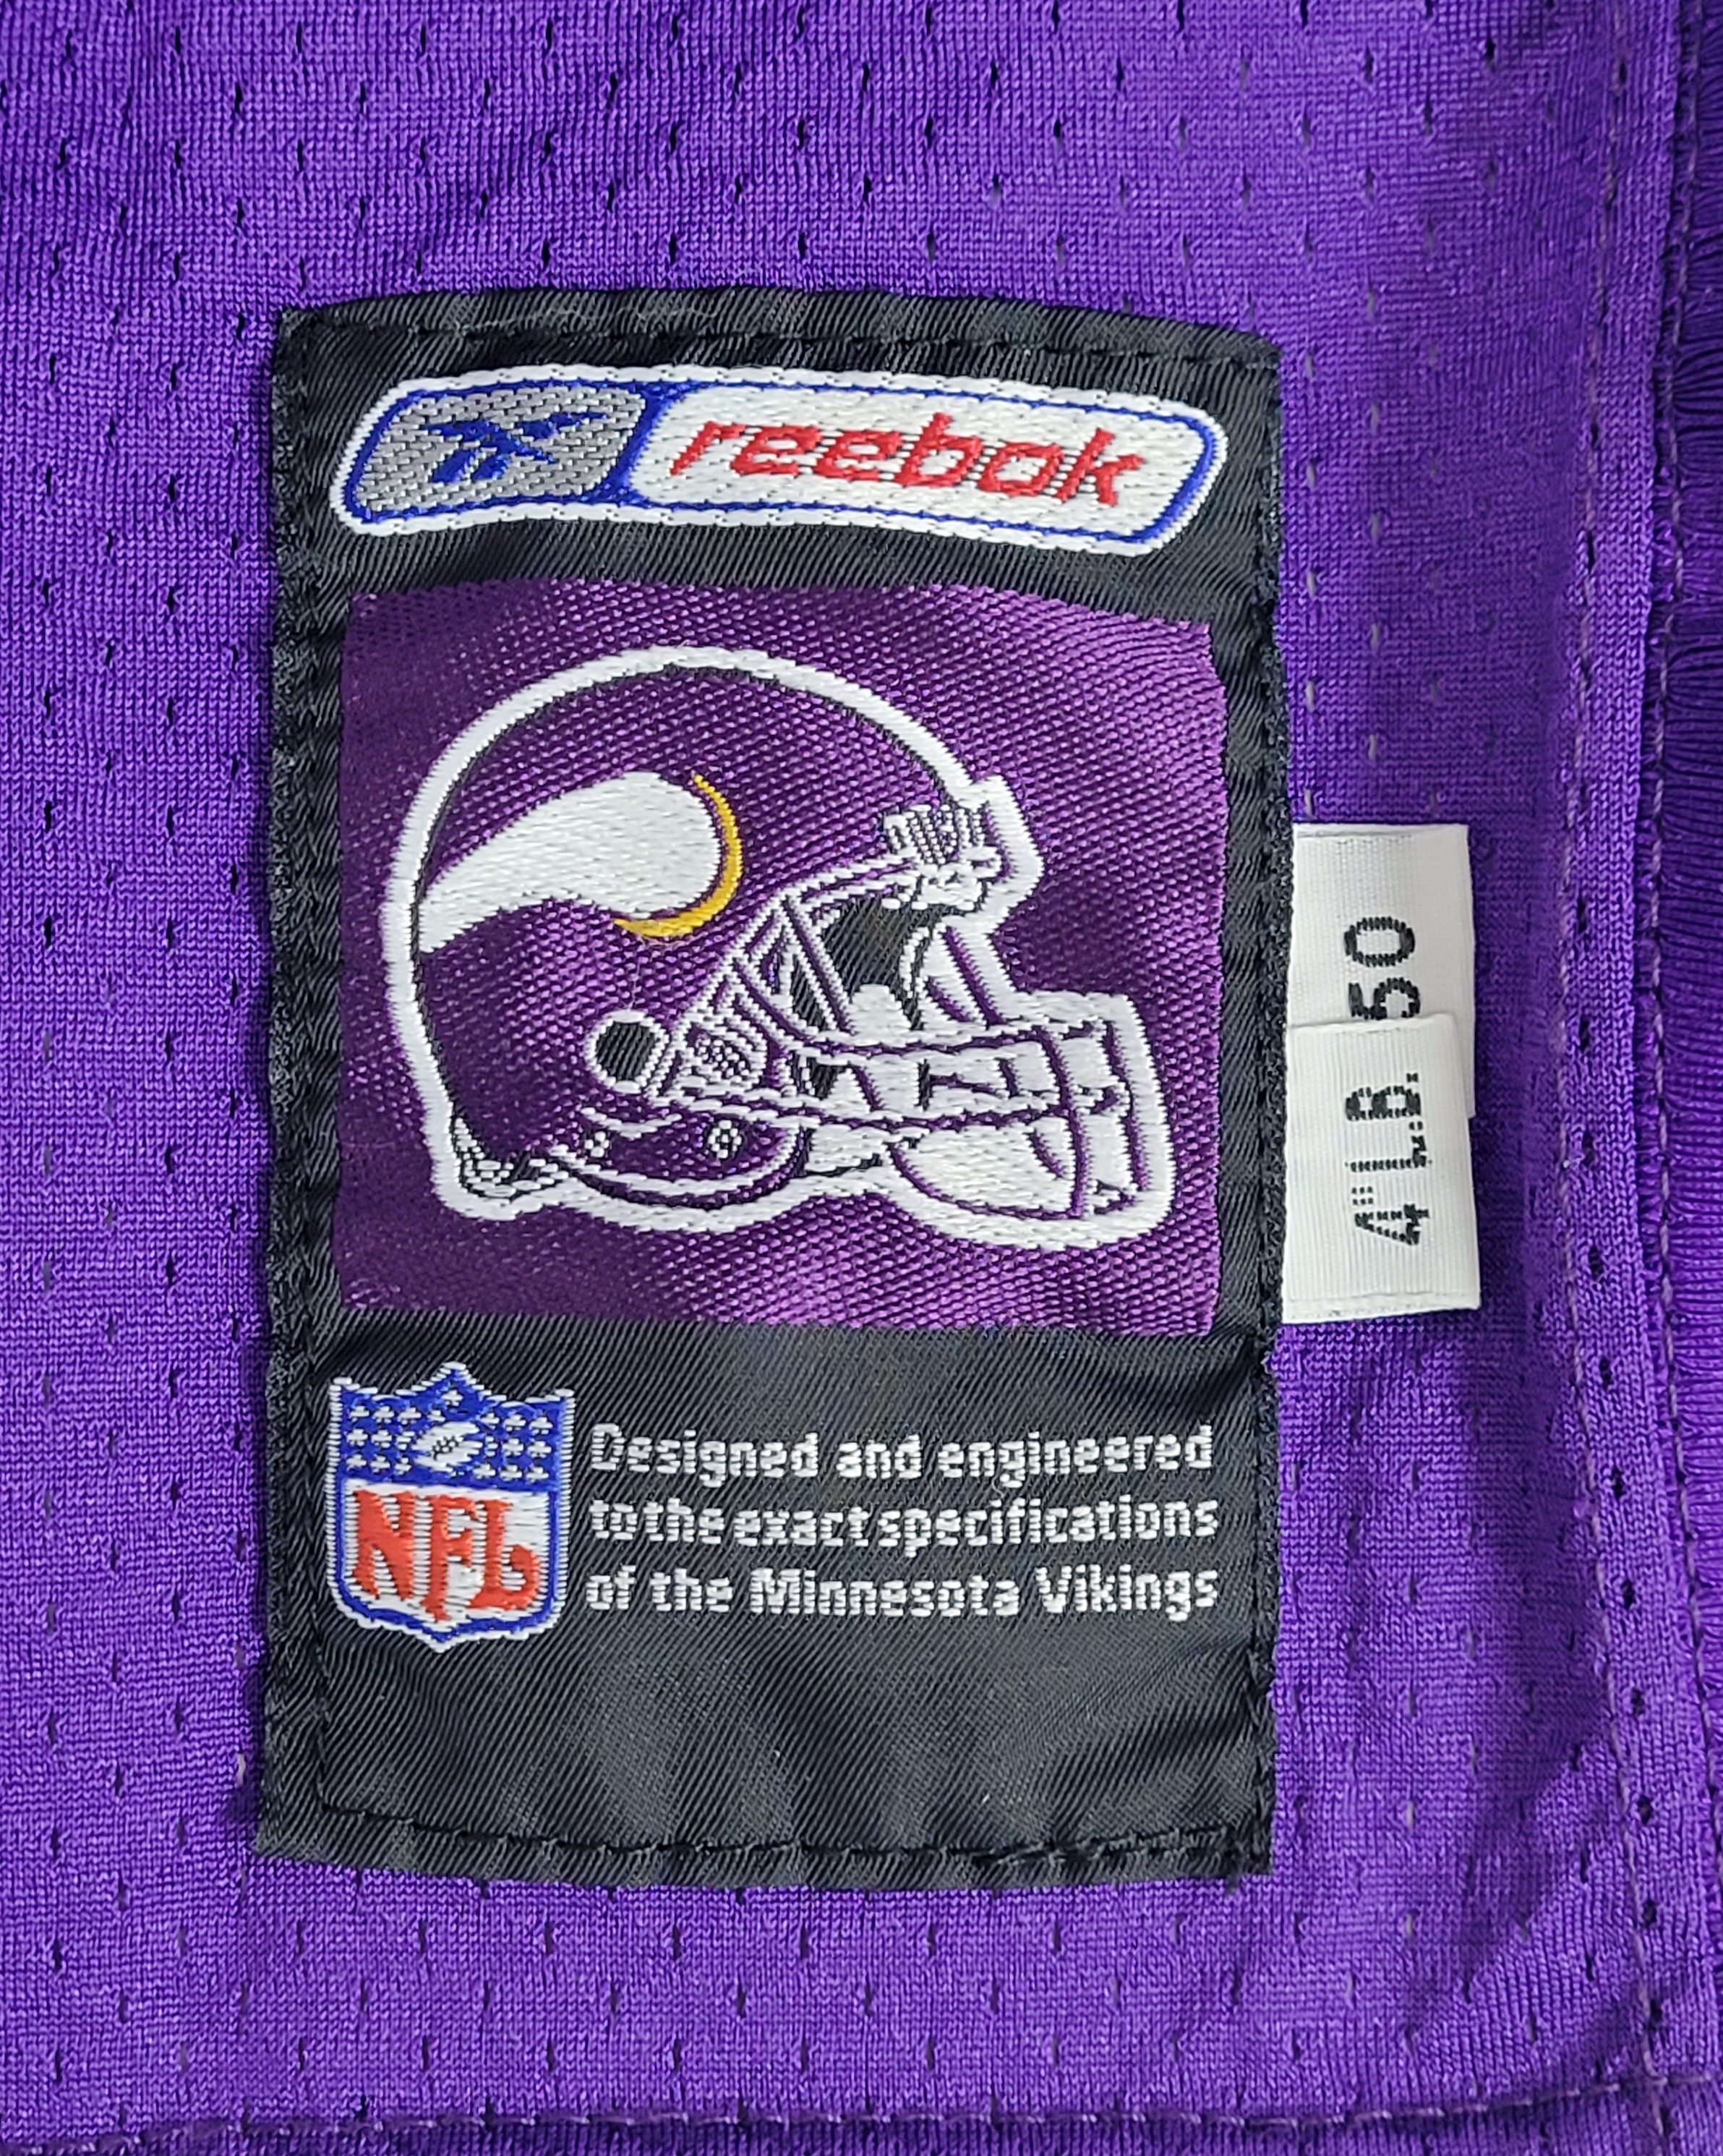 reebok
50
4"L.B.
NFL
Designed and engineered
to the exact specifications
of the Minnesota Vikings